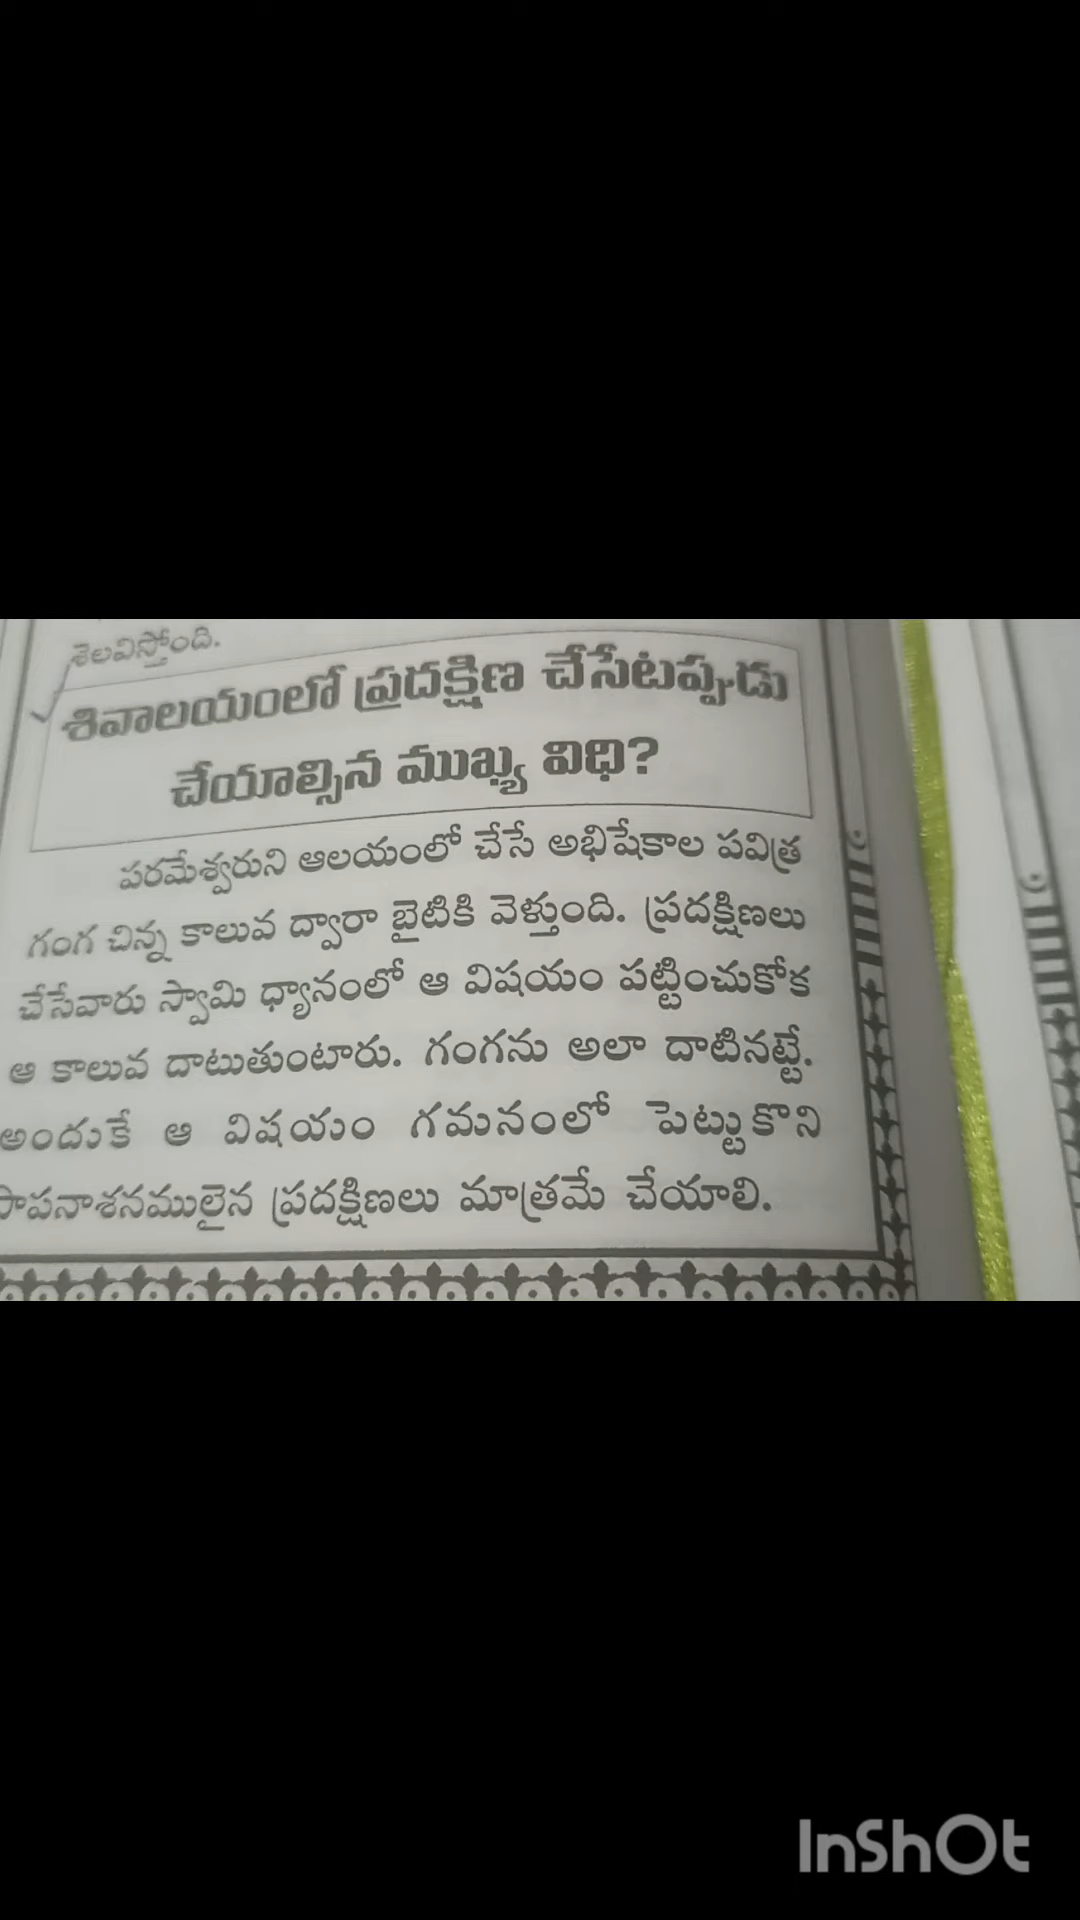 శెలవిస్తోంది.
శివాలయంలో ప్రదక్షిణ చేసేటప్పుడు
చేయాల్సిన ముఖ్య విధి?
పరమేశ్వరుని ఆలయంలో చేసే అభిషేకాల పవిత్ర
గంగ చిన్న కాలువ ద్వారా బైటికి వెళ్తుంది. ప్రదక్షిణలు
చేసేవారు స్వామి ధ్యానంలో ఆ విషయం పట్టించుకోక
ఆ కాలువ దాటుతుంటారు. గంగను అలా దాటినట్టే.
అందుకే ఆ విషయం గమనంలో పెట్టుకొని
పాపనాశనములైన ప్రదక్షిణలు మాత్రమే చేయాలి.
InShOt